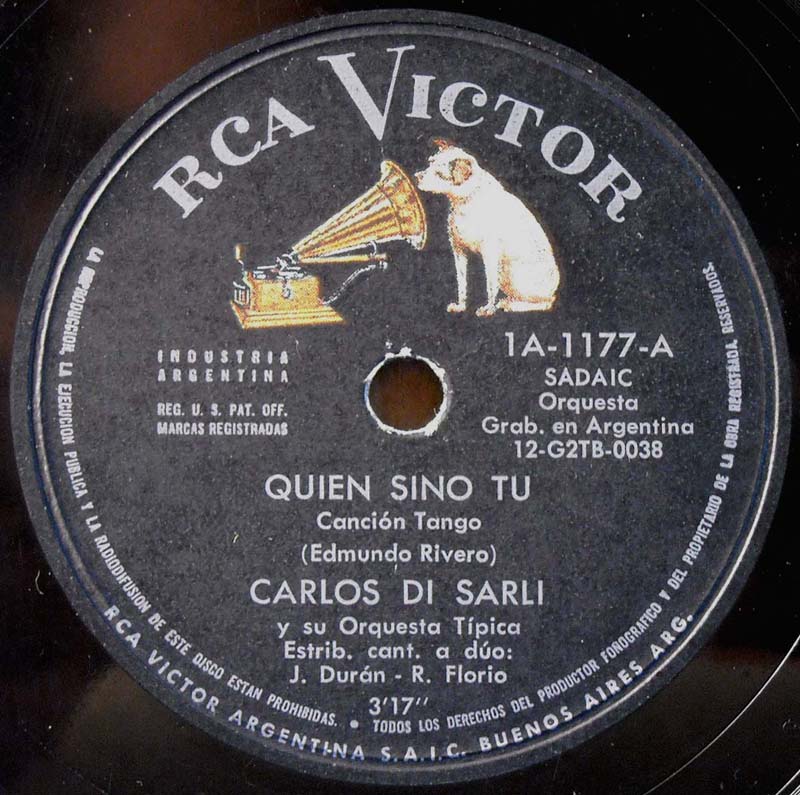 RCA VICTOR
INDUSTRIA
ARGENTINA
REG. U. S. PAT. OFF.
MARCAS REGISTRADAS
1A-1177-A
SADAIC
Orquesta
Grab. en Argentina
12-G2TB-0038
QUIEN SINO TU
Canción Tango
(Edmundo Rivero)
CARLOS DI SARLI
y su Orquesta Típica
Estrib. cant. a dúo:
J. Durán - R. Florio
3'17''
LA REPRODUCCION, LA EJECUCION PUBLICA Y LA RADIODIFUSION DE ESTE DISCO ESTAN PROHIBIDAS. • TODOS LOS DERECHOS DEL PRODUCTOR FOROGRAFICO Y DEL PROPIETARIO DE LA OBRA REGISTRADA, RESERVADOS.
RCA VICTOR ARGENTINA S.A.I.C. BUENOS AIRES ARG.